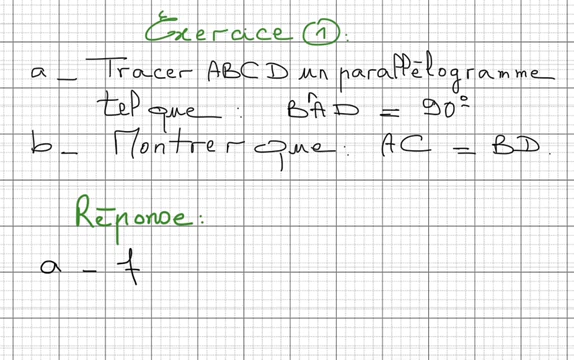 Exercice 1:
a - Tracer ABCD un parallélogramme
tel que : BÂD = 90°
b - Montrer que : AC = BD.
Réponse :
a - f